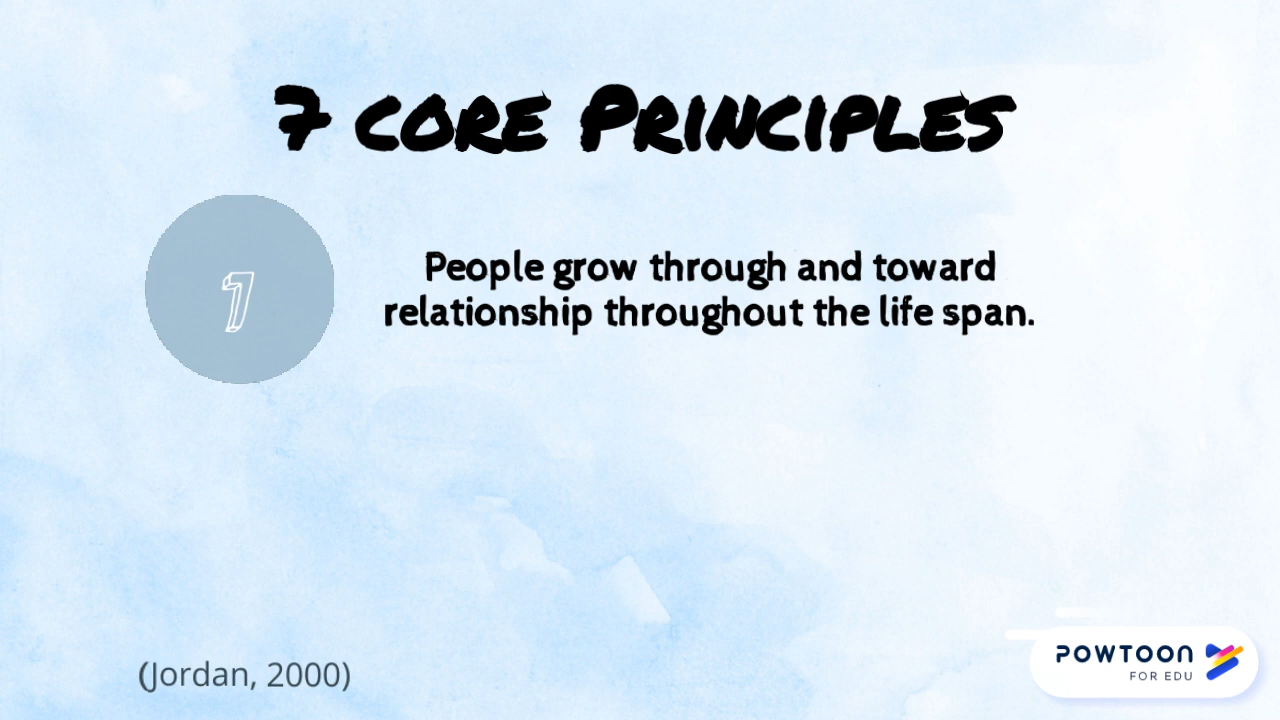 7 CORE PRINCIPLES
1
People grow through and toward
relationship throughout the life span.
(Jordan, 2000)
POWTOON
FOR EDU